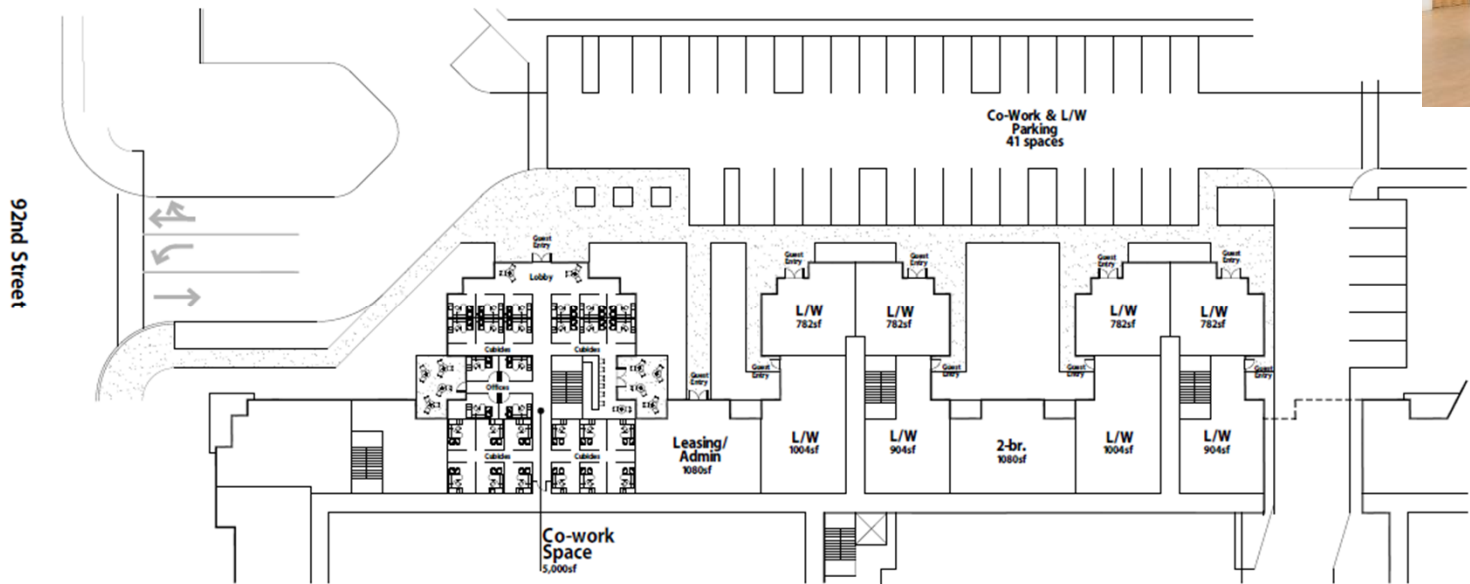 92nd Street
Co-Work & L/W
Parking
41 spaces
Guest
Entry
Lobby
Cubicles
Cubicles
Offices
Cubicles
Cubicles
Co-work
Space
5,000sf
Guest
Entry
Leasing/
Admin
1080sf
Guest
Entry
L/W
782sf
Guest
Entry
L/W
782sf
Guest
Entry
L/W
1004sf
Guest
Entry
L/W
904sf
2-br.
1080sf
Guest
Entry
L/W
782sf
Guest
Entry
L/W
782sf
Guest
Entry
L/W
1004sf
Guest
Entry
L/W
904sf